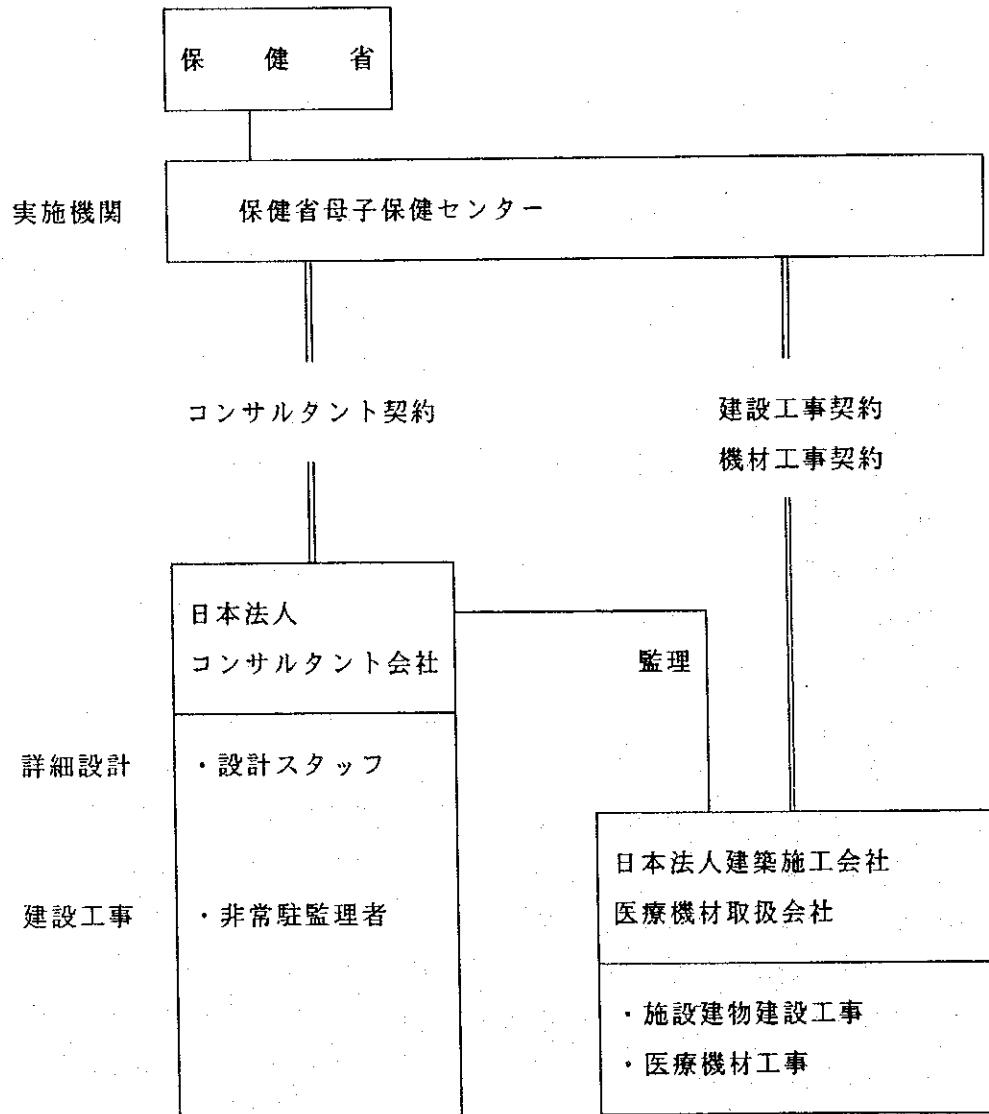 保健省
実施機関
保健省母子保健センター
コンサルタント契約
建設工事契約
機材工事契約
日本法人
コンサルタント会社
監理
詳細設計
・設計スタッフ
日本法人建築施工会社
医療機材取扱会社
建設工事
・非常駐監理者
・施設建物建設工事
・医療機材工事